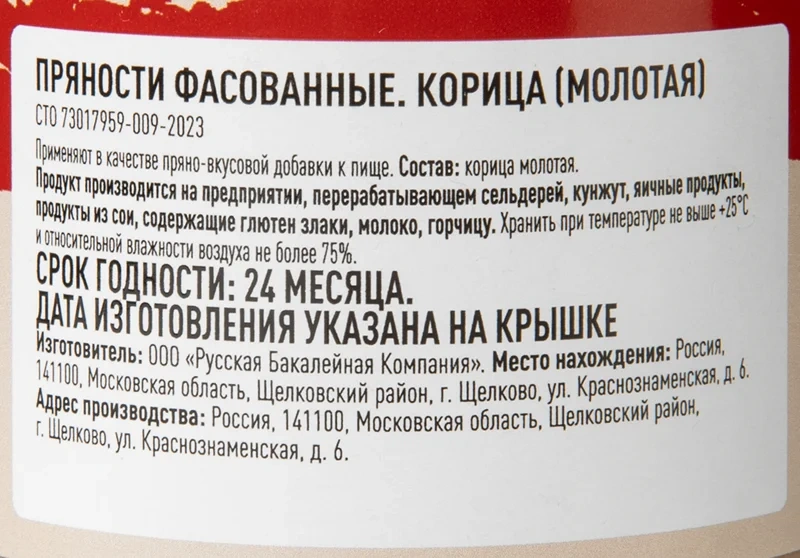 ПРЯНОСТИ ФАСОВАННЫЕ. КОРИЦА (МОЛОТАЯ)
СТО 73017959-009-2023
Применяют в качестве пряно-вкусовой добавки к пище. Состав: корица молотая.
Продукт производится на предприятии, перерабатывающем сельдерей, кунжут, яичные продукты,
продукты из сои, содержащие глютен злаки, молоко, горчицу. Хранить при температуре не выше +25°С
и относительной влажности воздуха не более 75%.
СРОК ГОДНОСТИ: 24 МЕСЯЦА.
ДАТА ИЗГОТОВЛЕНИЯ УКАЗАНА НА КРЫШКЕ
Изготовитель: ООО «Русская Бакалейная Компания». Место нахождения: Россия,
141100, Московская область, Щелковский район, г. Щелково, ул. Краснознаменская, д. 6.
Адрес производства: Россия, 141100, Московская область, Щелковский район,
г. Щелково, ул. Краснознаменская, д. 6.